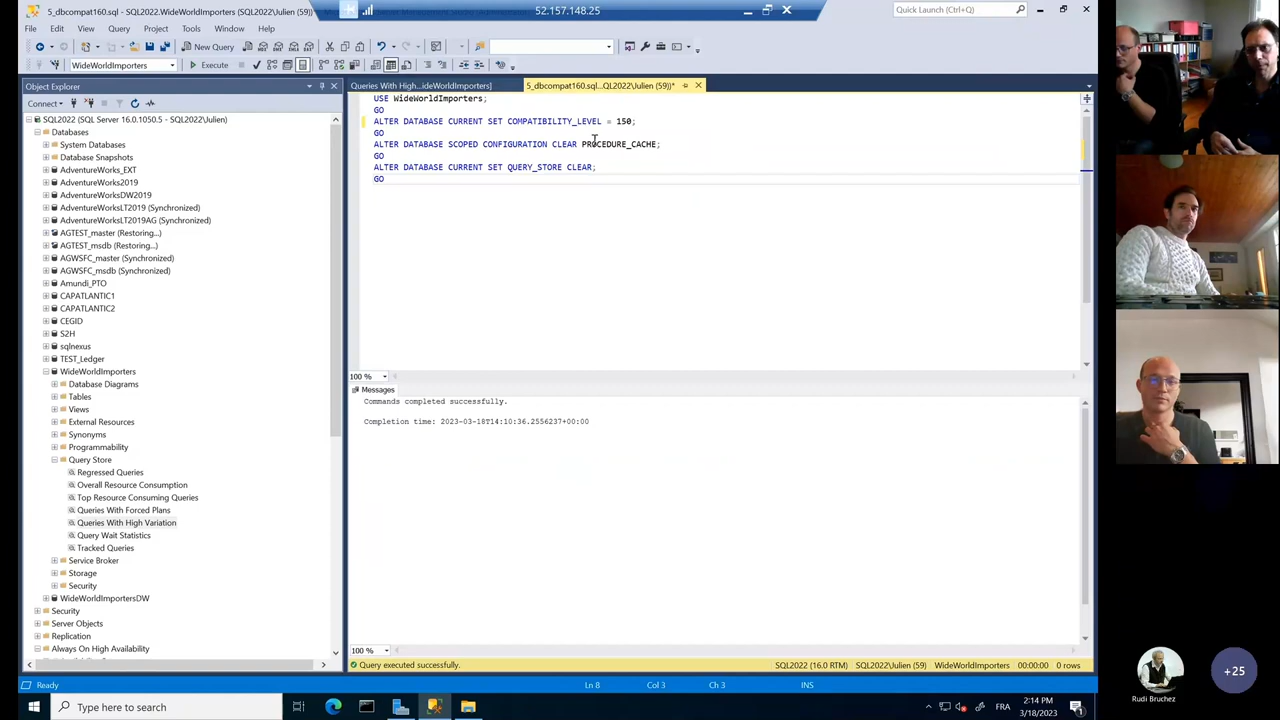 5_dbcompat160.sql - SQL2022.WideWorldImporters (SQL2022\Julien
52.157.148.25
Quick Launch (Ctrl+Q)
File Edit View Query Project Tools Window Help
New Query
WideWorldImporters
Execute
Object Explorer
Queries With High...ideWorldImporters]
5_dbcompat160.sql...QL2022\Julien (59))*
Connect
SQL2022 (SQL Server 16.0.1050.5 - SQL2022\Julien)
Databases
System Databases
Database Snapshots
AdventureWorks_EXT
AdventureWorks2019
AdventureWorksDW2019
AdventureWorksLT2019 (Synchronized)
AdventureWorksLT2019AG (Synchronized)
AGTEST_master (Restoring...)
AGTEST_msdb (Restoring...)
AGWSFC_master (Synchronized)
AGWSFC_msdb (Synchronized)
Amundi_PTO
CAPATLANTIC1
CAPATLANTIC2
CEGID
S2H
sqlnexus
TEST_Ledger
WideWorldImporters
Database Diagrams
Tables
Views
External Resources
Synonyms
Programmability
Query Store
Regressed Queries
Overall Resource Consumption
Top Resource Consuming Queries
Queries With Forced Plans
Queries With High Variation
Query Wait Statistics
Tracked Queries
Service Broker
Storage
Security
WideWorldImportersDW
Security
Server Objects
Replication
Always On High Availability
USE WideWorldImporters;
GO
ALTER DATABASE CURRENT SET COMPATIBILITY_LEVEL = 150;
GO
ALTER DATABASE SCOPED CONFIGURATION CLEAR PROCEDURE_CACHE;
GO
ALTER DATABASE CURRENT SET QUERY_STORE CLEAR;
GO
100 %
Messages
Commands completed successfully.
Completion time: 2023-03-18T14:10:36.2556237+00:00
100 %
Query executed successfully.
SQL2022 (16.0 RTM) SQL2022\Julien (59) WideWorldImporters 00:00:00 0 rows
Ready
Ln 8 Col 3 Ch 3 INS
Type here to search
FRA
2:14 PM
3/18/2023
1
Rudi Bruchez
+25